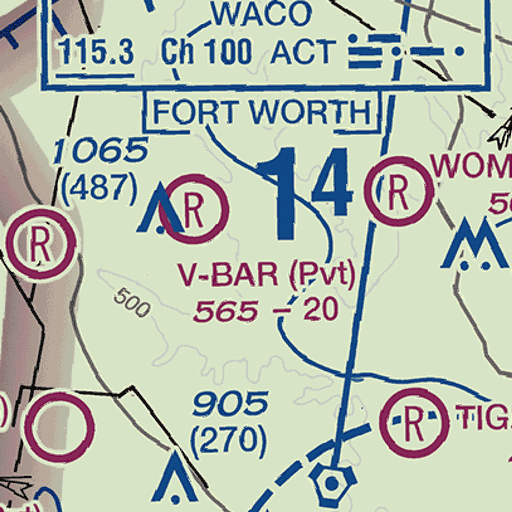 WACO
115.3 Ch 100 ACT
FORT WORTH
1065
(487)
R
14
R
WOM
R
V-BAR (Pvt)
565 - 20
500
905
(270)
R
TIG